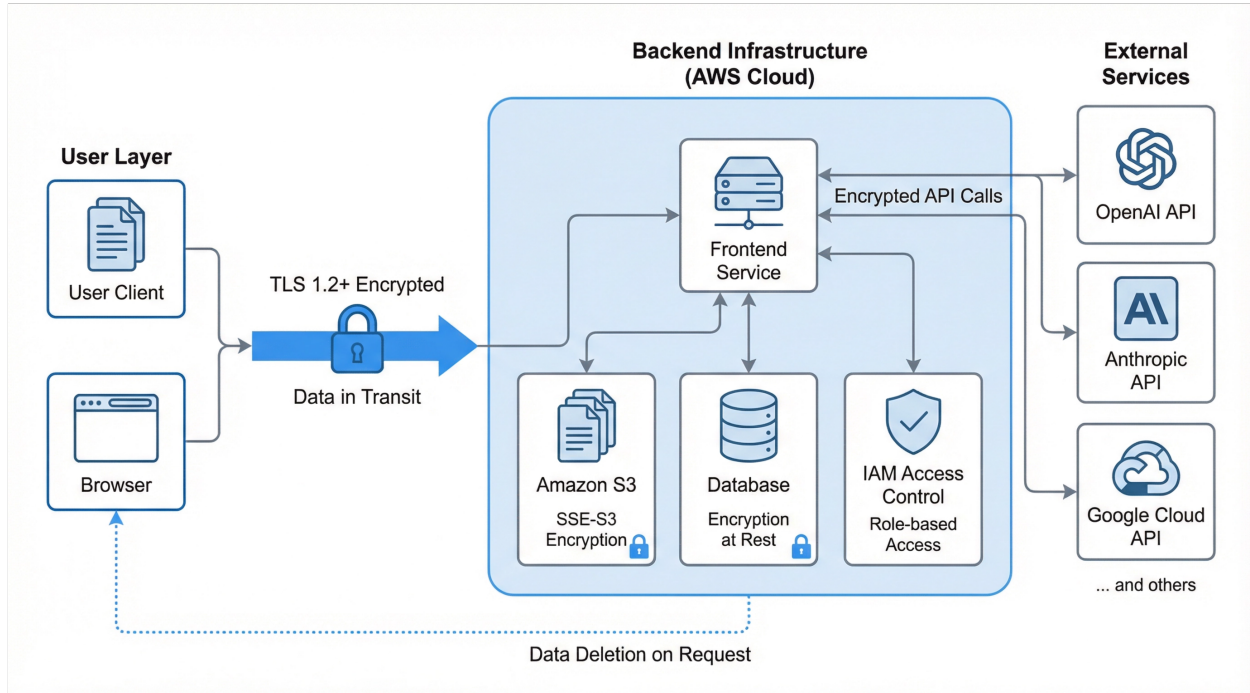 Backend Infrastructure
(AWS Cloud)
External
Services
User Layer
User Client
Browser
TLS 1.2+ Encrypted
Data in Transit
Frontend
Service
Encrypted API Calls
Amazon S3
SSE-S3
Encryption
Database
Encryption
at Rest
IAM Access
Control
Role-based
Access
OpenAI API
AI
Anthropic
API
Google Cloud
API
... and others
Data Deletion on Request